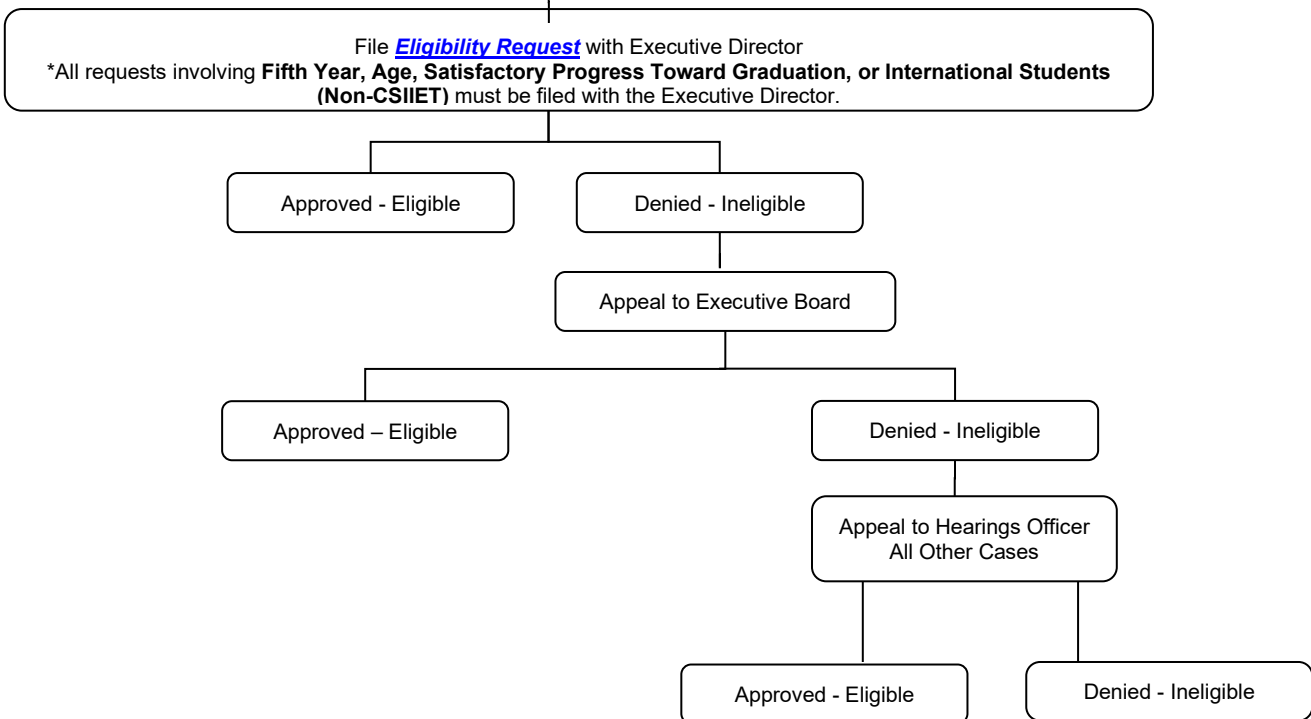 File Eligibility Request with Executive Director
*All requests involving Fifth Year, Age, Satisfactory Progress Toward Graduation, or International Students
(Non-CSIIET) must be filed with the Executive Director.
Approved - Eligible
Denied - Ineligible
Appeal to Executive Board
Approved – Eligible
Denied - Ineligible
Appeal to Hearings Officer
All Other Cases
Approved - Eligible
Denied - Ineligible